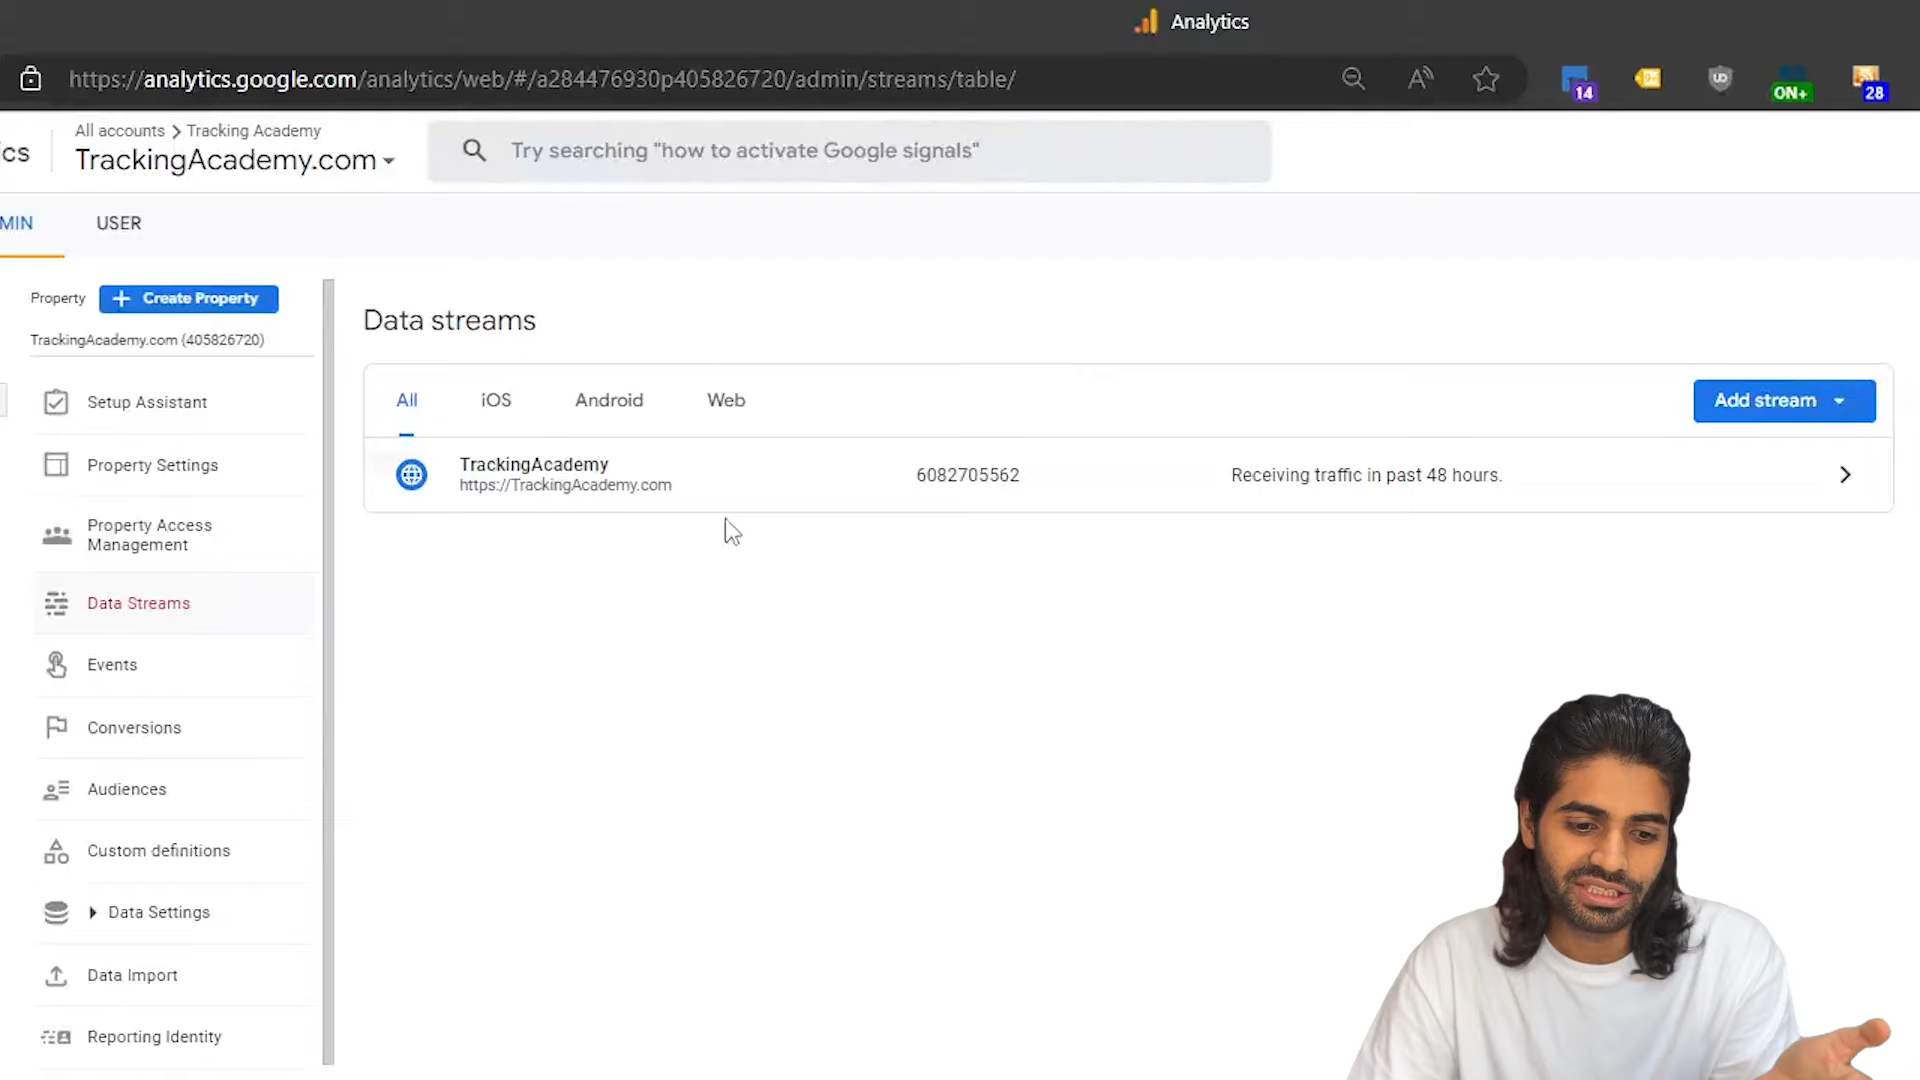 Analytics
https://analytics.google.com/analytics/web/#/a284476930p405826720/admin/streams/table/
14
UD
ON+
28
All accounts > Tracking Academy
TrackingAcademy.com
Try searching "how to activate Google signals"
USER
Property
+ Create Property
TrackingAcademy.com (405826720)
Setup Assistant
Property Settings
Property Access
Management
Data Streams
Events
Conversions
Audiences
Custom definitions
Data Settings
Data Import
Reporting Identity
Data streams
All iOS Android Web
Add stream
TrackingAcademy
https://TrackingAcademy.com
6082705562
Receiving traffic in past 48 hours.